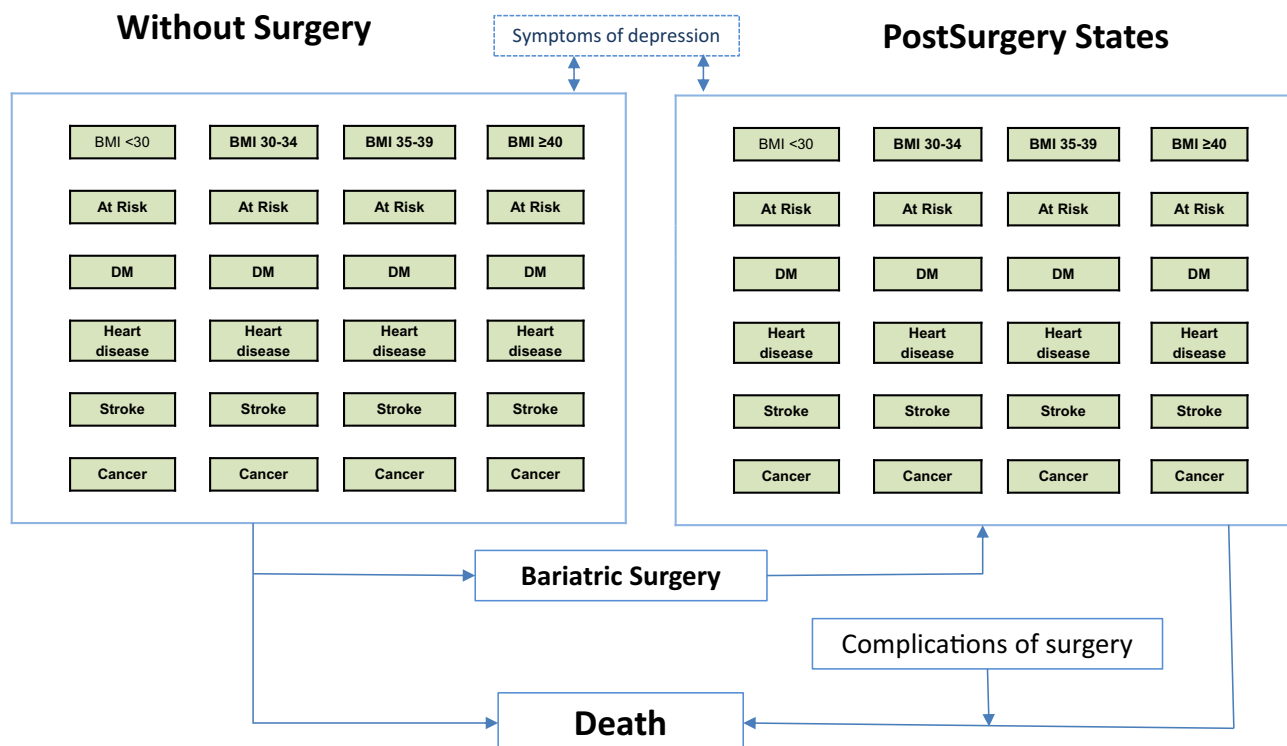 Without Surgery
Symptoms of depression
PostSurgery States
BMI <30 BMI 30-34 BMI 35-39 BMI ≥40
At Risk At Risk At Risk At Risk
DM DM DM DM
Heart disease Heart disease Heart disease Heart disease
Stroke Stroke Stroke Stroke
Cancer Cancer Cancer Cancer
BMI <30 BMI 30-34 BMI 35-39 BMI ≥40
At Risk At Risk At Risk At Risk
DM DM DM DM
Heart disease Heart disease Heart disease Heart disease
Stroke Stroke Stroke Stroke
Cancer Cancer Cancer Cancer
Bariatric Surgery
Complications of surgery
Death